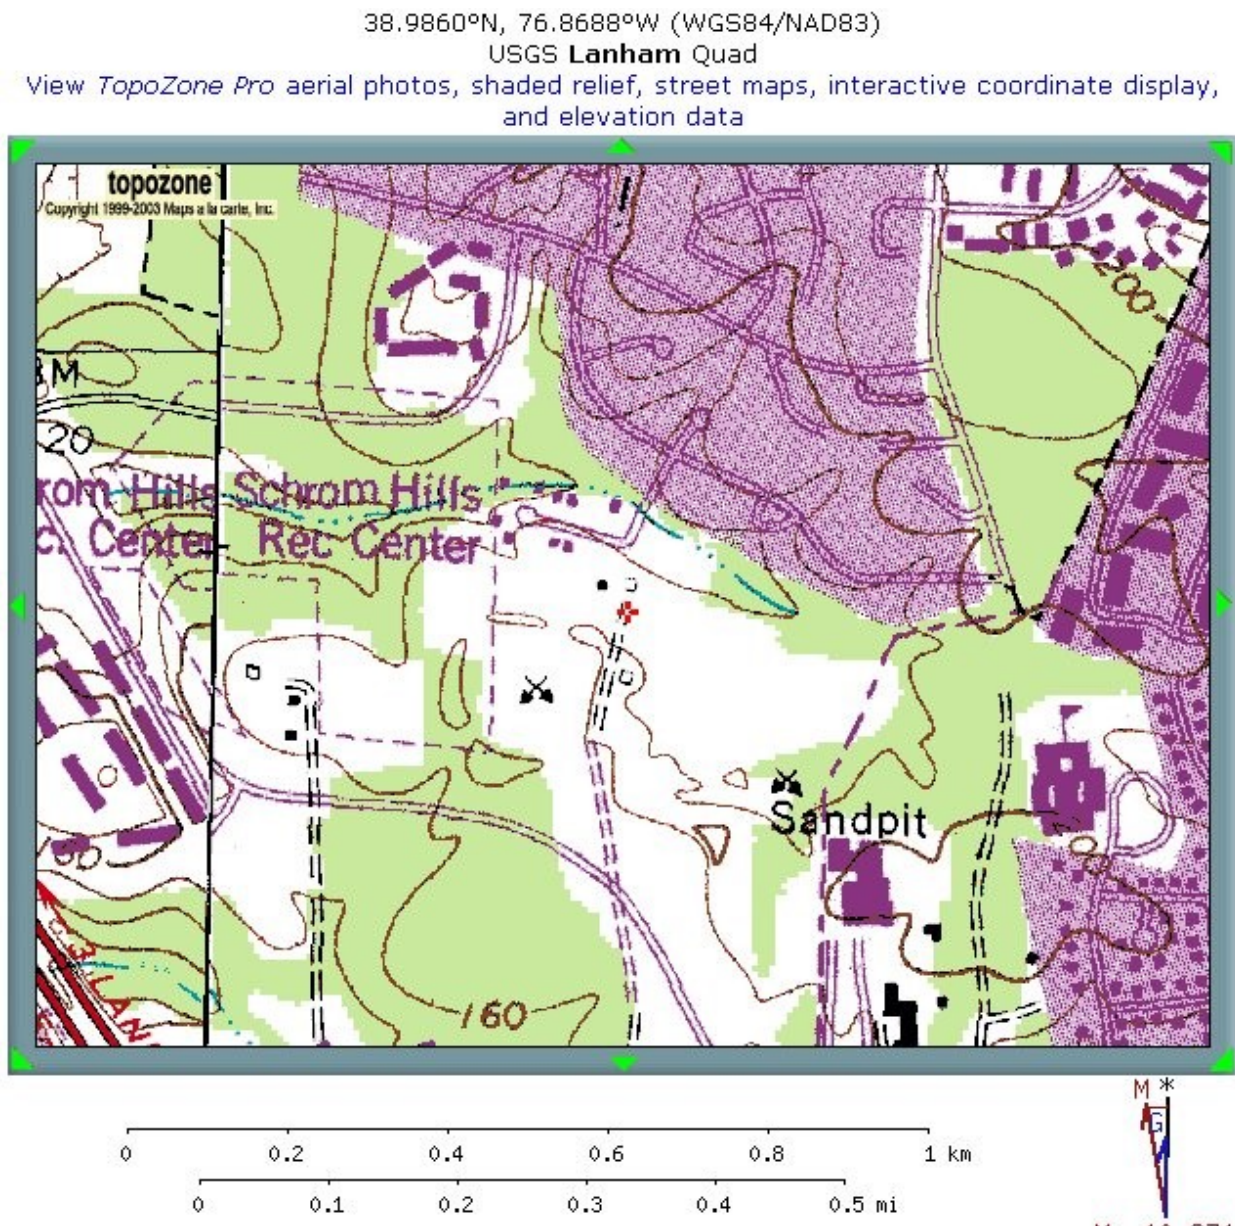 38.9860ºN, 76.8688ºW (WGS84/NAD83)
USGS Lanham Quad
View TopoZone Pro aerial photos, shaded relief, street maps, interactive coordinate display,
and elevation data
topozone
Copyright 1999-2003 Maps a la carte, Inc.
200
M
20
rom Hills Schrom Hills
c. Center Rec Center
Sandpit
160
LAN
M *
G
0 0.2 0.4 0.6 0.8 1 km
0 0.1 0.2 0.3 0.4 0.5 mi